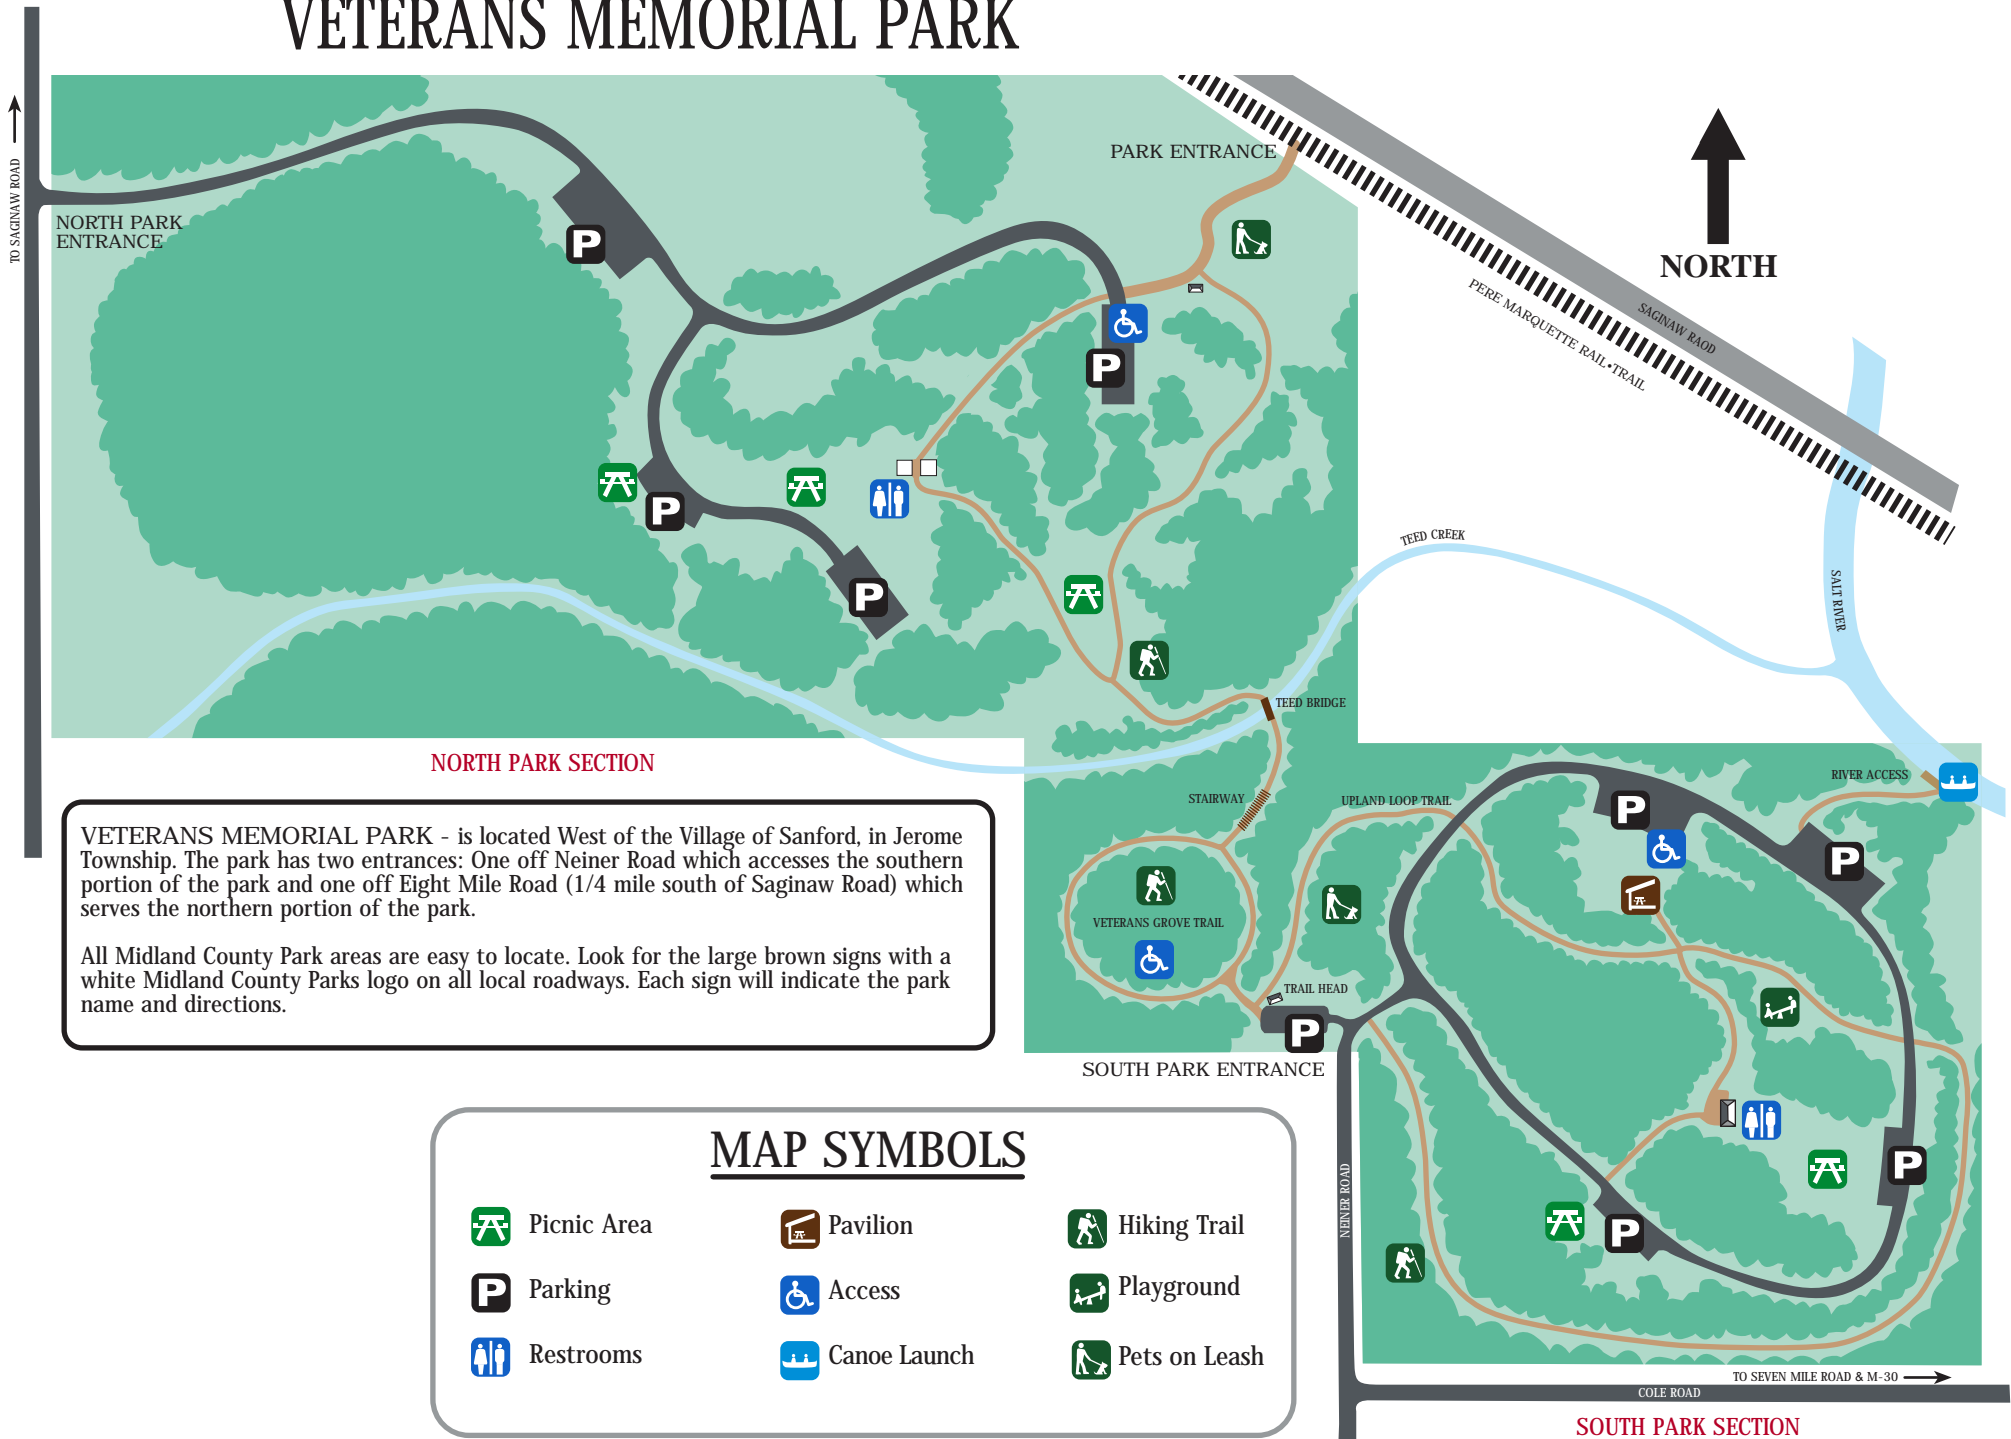 VETERANS MEMORIAL PARK
TO SAGINAW ROAD
NORTH PARK
ENTRANCE
P
PARK ENTRANCE
P
NORTH
SAGINAW RAOD
PERE MARQUETTE RAIL•TRAIL
P
P
TEED CREEK
SALT RIVER
TEED BRIDGE
NORTH PARK SECTION
STAIRWAY
UPLAND LOOP TRAIL
RIVER ACCESS
P
P
VETERANS GROVE TRAIL
TRAIL HEAD
P
SOUTH PARK ENTRANCE
VETERANS MEMORIAL PARK - is located West of the Village of Sanford, in Jerome
Township. The park has two entrances: One off Neiner Road which accesses the southern
portion of the park and one off Eight Mile Road (1/4 mile south of Saginaw Road) which
serves the northern portion of the park.
All Midland County Park areas are easy to locate. Look for the large brown signs with a
white Midland County Parks logo on all local roadways. Each sign will indicate the park
name and directions.
NEINER ROAD
P
P
MAP SYMBOLS
Picnic Area
Pavilion
Hiking Trail
P Parking
Access
Playground
Restrooms
Canoe Launch
Pets on Leash
TO SEVEN MILE ROAD & M-30
COLE ROAD
SOUTH PARK SECTION